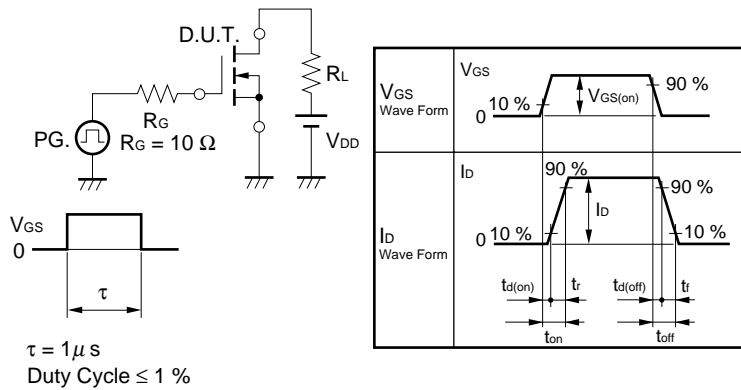 D.U.T.
RL
RG
PG.
RG = 10 Ω
VDD
VGS
0
τ
τ = 1μ s
Duty Cycle ≤ 1 %
VGS
Wave Form
VGS
0
10 %
VGS(on)
90 %
ID
Wave Form
ID
90 %
90 %
ID
0
10 %
10 %
td(on)
tr
td(off)
tf
ton
toff